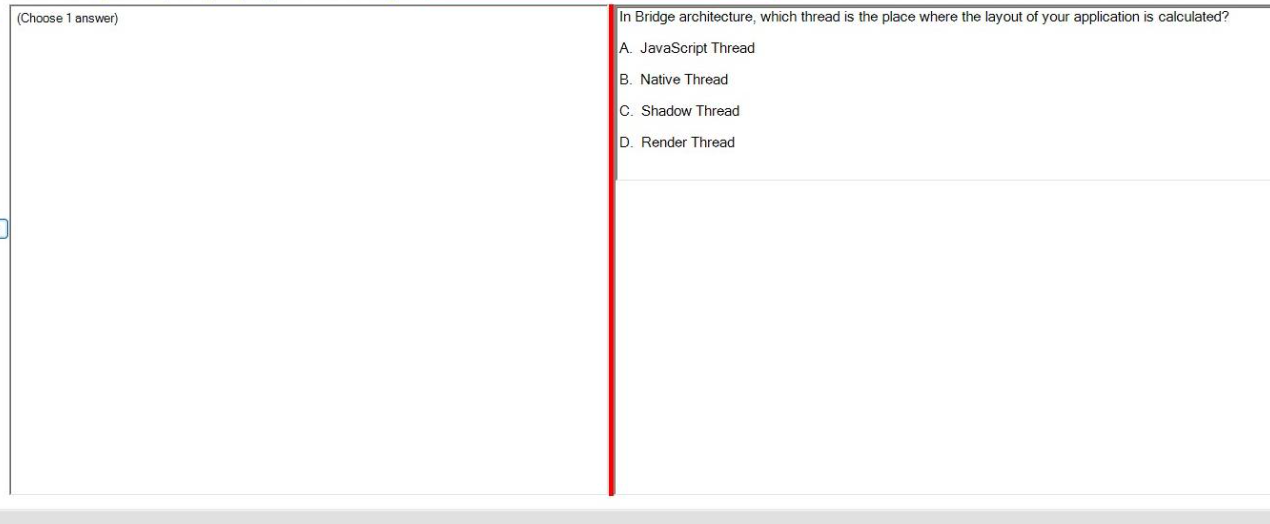 (Choose 1 answer)
In Bridge architecture, which thread is the place where the layout of your application is calculated?
A. JavaScript Thread
B. Native Thread
C. Shadow Thread
D. Render Thread